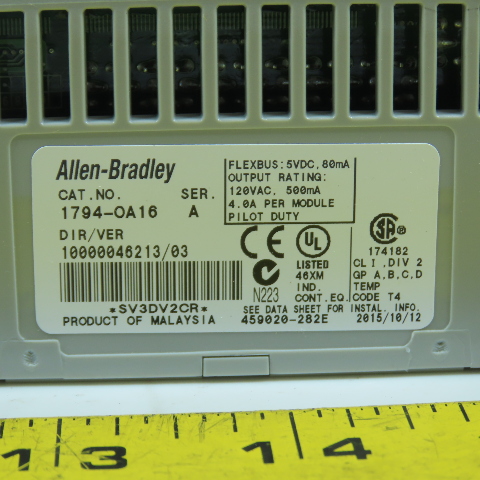 Allen-Bradley
CAT.NO. SER.
1794-OA16 A
DIR/VER
10000046213/03
*SV3DV2CR*
PRODUCT OF MALAYSIA
FLEXBUS:5VDC,80mA
OUTPUT RATING:
120VAC, 500mA
4.0A PER MODULE
PILOT DUTY
CE
UL
LISTED
46XM
IND.
CONT.EQ.
N223
SA
174182
CL I, DIV 2
GP A,B,C,D
TEMP
CODE T4
SEE DATA SHEET FOR INSTAL. INFO.
459020-282E 2015/10/12
13 14 15